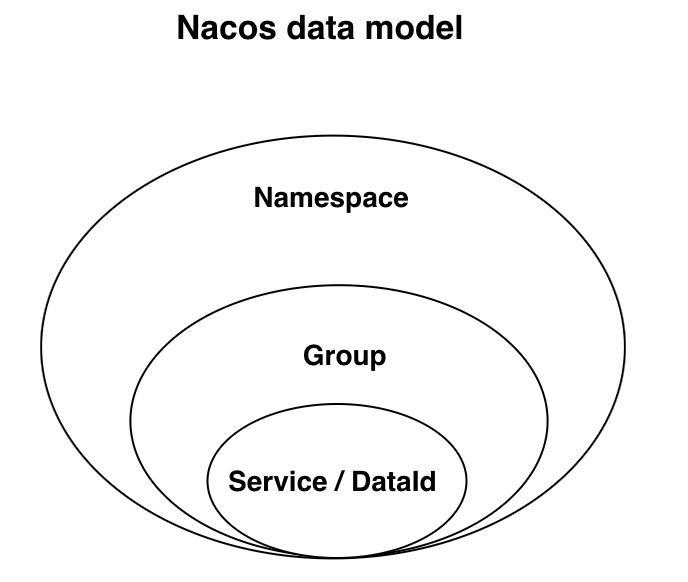 Nacos data model
Namespace
Group
Service / DataId